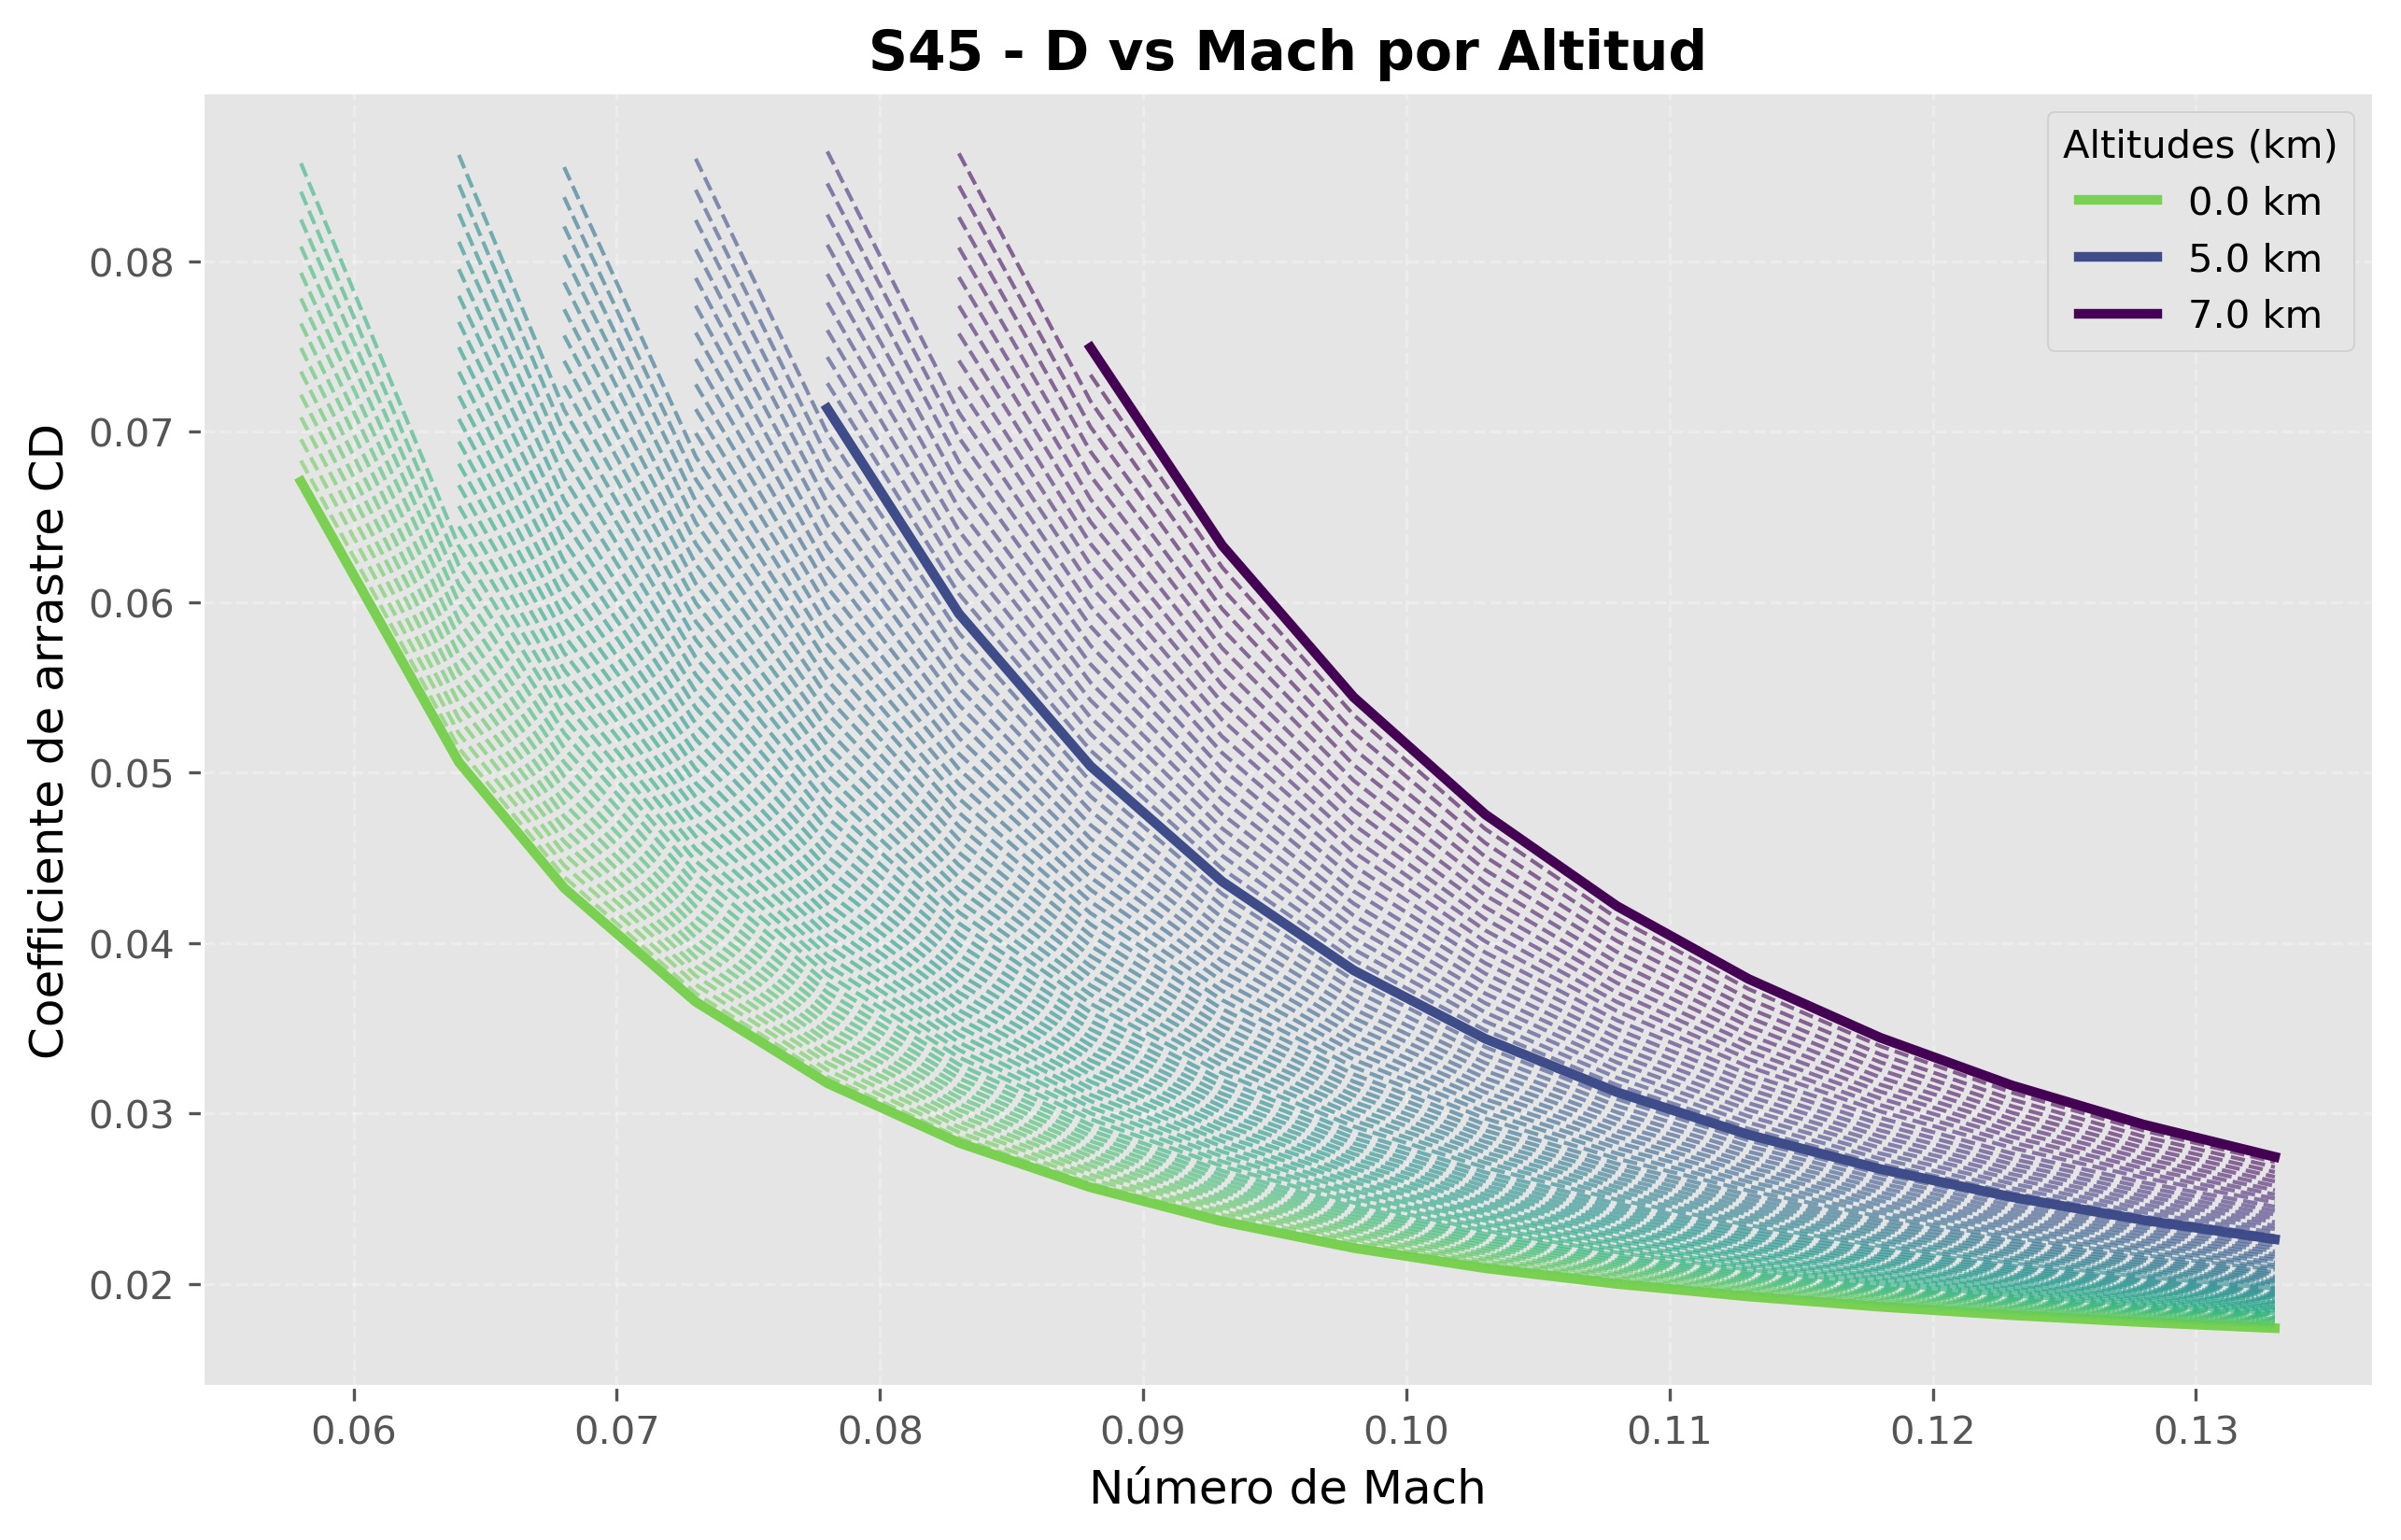 S45 - D vs Mach por Altitud
Altitudes (km)
0.0 km
5.0 km
7.0 km
Coefficiente de arrastre CD
0.08
0.07
0.06
0.05
0.04
0.03
0.02
0.06 0.07 0.08 0.09 0.10 0.11 0.12 0.13
Número de Mach